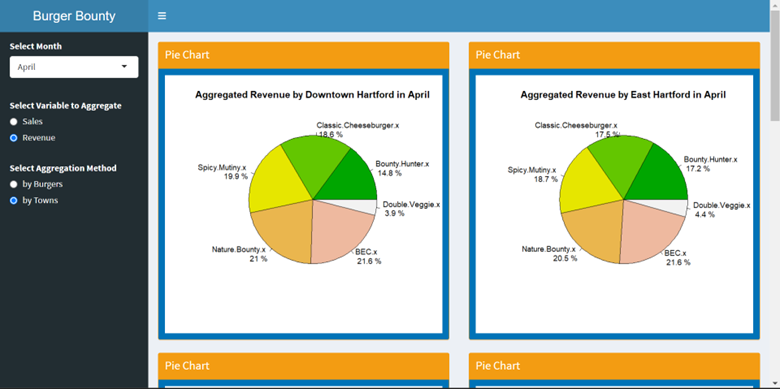 Burger Bounty
Select Month
April
Select Variable to Aggregate
Sales
Revenue
Select Aggregation Method
by Burgers
by Towns
Pie Chart
Aggregated Revenue by Downtown Hartford in April
Classic.Cheeseburger.x
18.6 %
Bounty.Hunter.x
14.8 %
Spicy.Mutiny.x
19.9 %
Double.Veggie.x
3.9 %
Nature.Bounty.x
21 %
BEC.x
21.6 %
Pie Chart
Aggregated Revenue by East Hartford in April
Classic.Cheeseburger.x
17.5 %
Bounty.Hunter.x
17.2 %
Spicy.Mutiny.x
18.7 %
Double.Veggie.x
4.4 %
Nature.Bounty.x
20.5 %
BEC.x
21.6 %
Pie Chart
Pie Chart